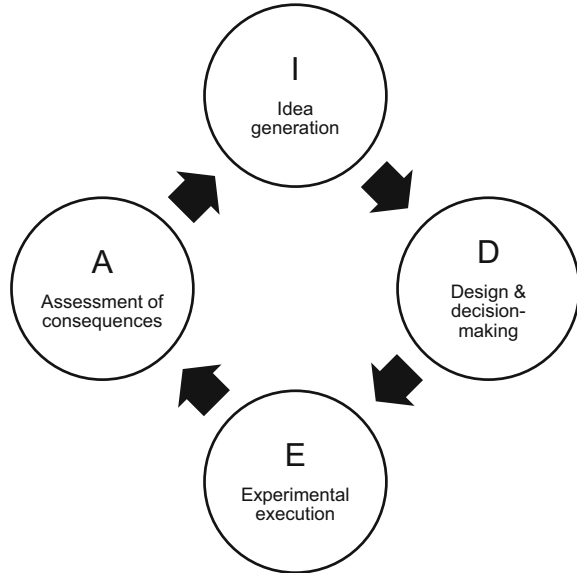 I
Idea
generation
D
Design &
decision-
making
E
Experimental
execution
A
Assessment of
consequences